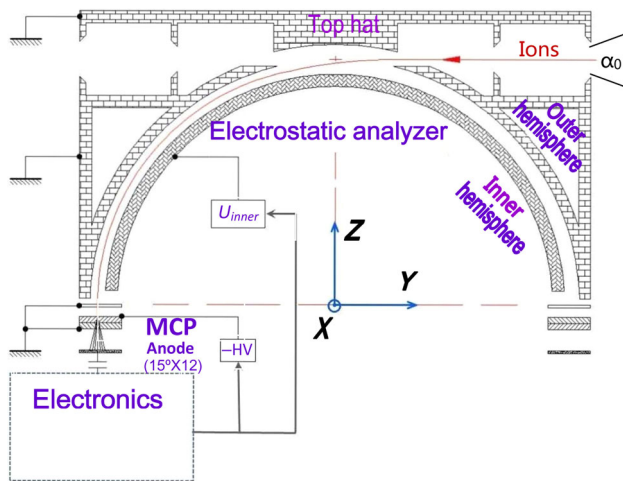 Top hat
Ions
α₀
Electrostatic analyzer
Outer
hemisphere
Inner
hemisphere
Uinner
Z
Y
X
MCP
Anode
(15ºX12)
–HV
Electronics